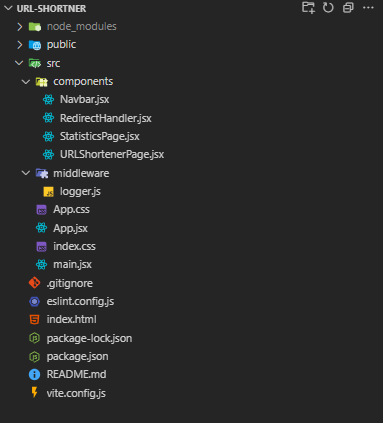 URL-SHORTNER
node_modules
public
src
components
Navbar.jsx
RedirectHandler.jsx
StatisticsPage.jsx
URLShortenerPage.jsx
middleware
logger.js
App.css
App.jsx
index.css
main.jsx
.gitignore
eslint.config.js
index.html
package-lock.json
package.json
README.md
vite.config.js